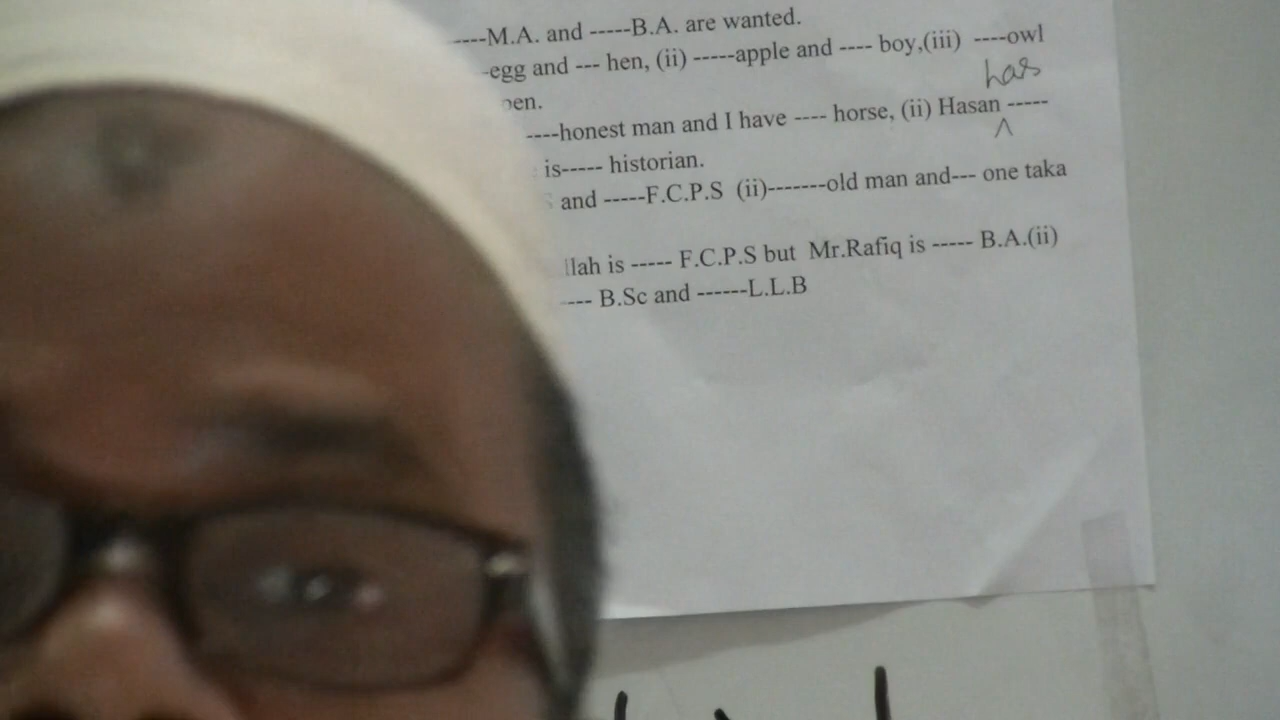 ----M.A. and -----B.A. are wanted.
-egg and --- hen, (ii) -----apple and ---- boy,(iii) ----owl
has
----honest man and I have ---- horse, (ii) Hasan -----
is----- historian.
and -----F.C.P.S (ii)-------old man and--- one taka
is ----- F.C.P.S but Mr.Rafiq is ----- B.A.(ii)
--- B.Sc and ------L.L.B